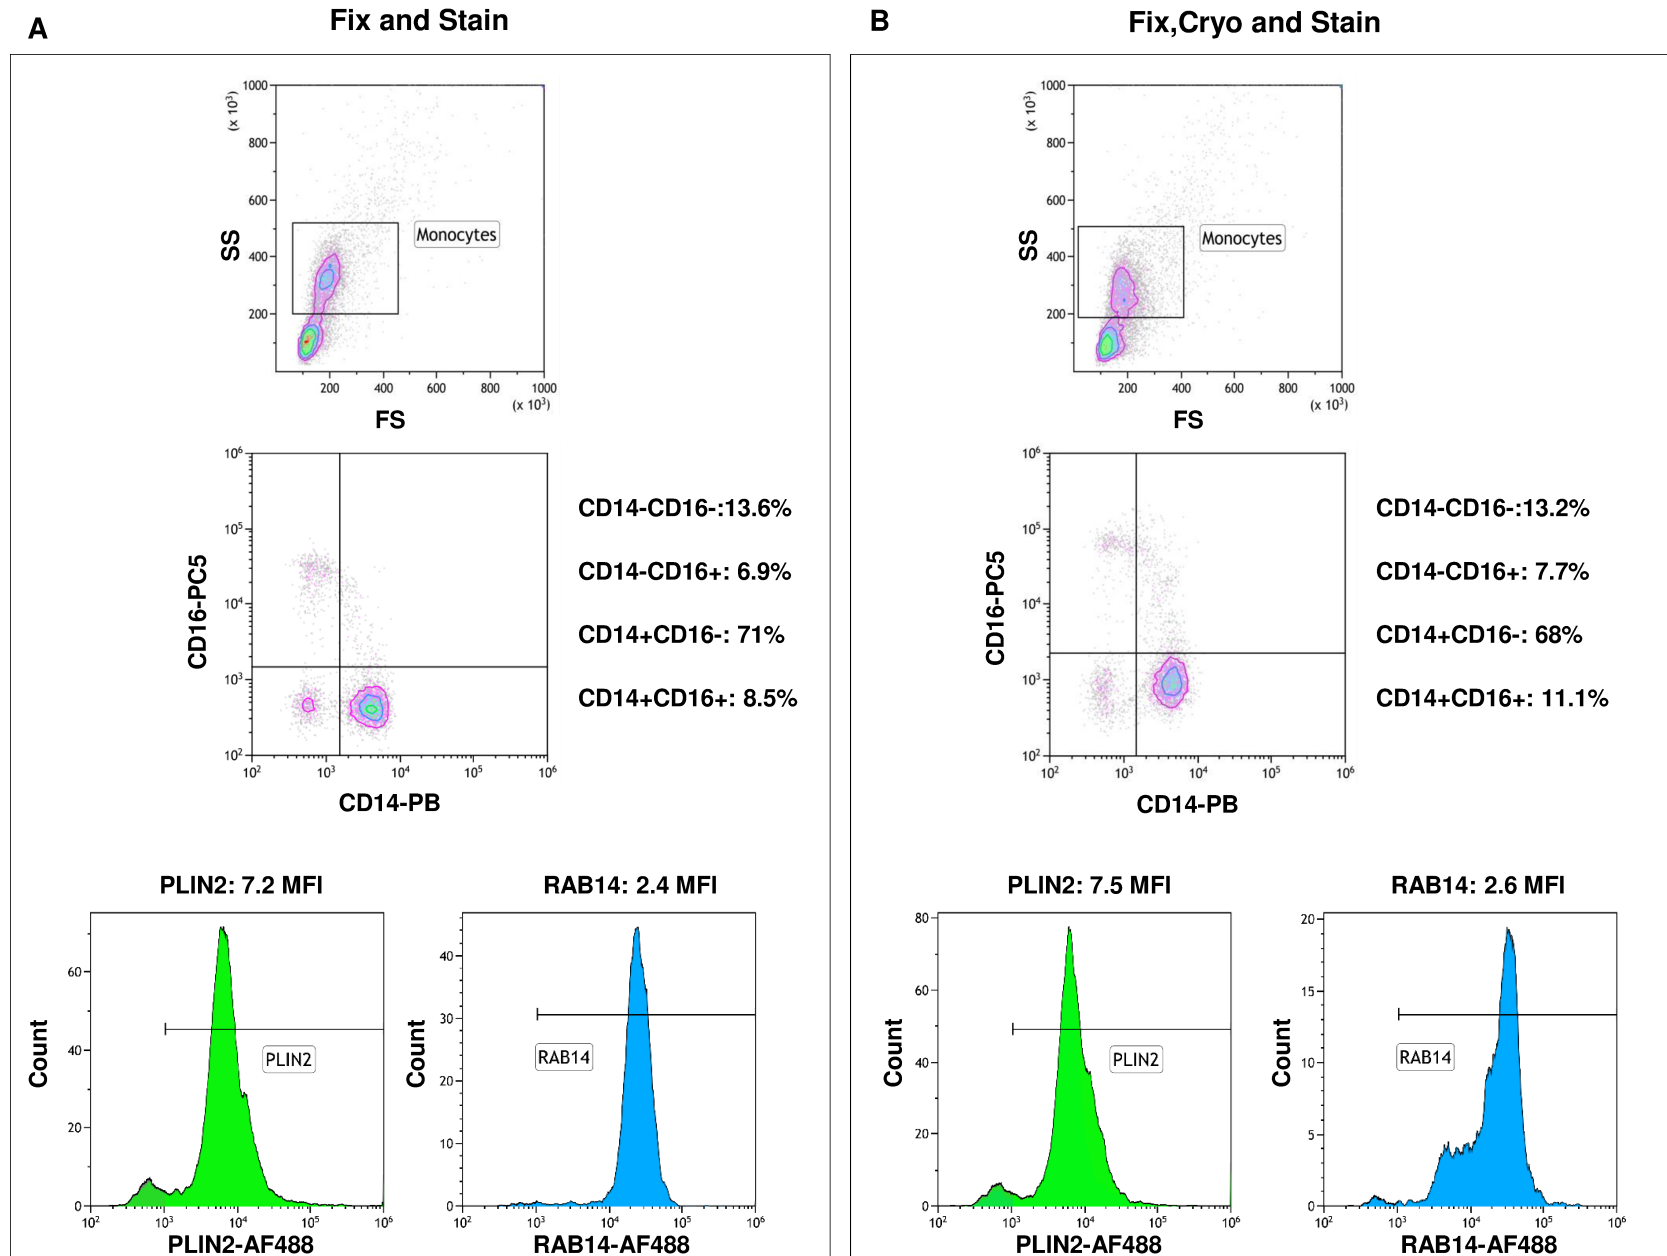 A
Fix and Stain
(x 10³)
1000
800
600
400
200
SS
Monocytes
200
400
600
800
1000
(x 10³)
FS
10⁶
10⁵
10⁴
10³
10²
CD16-PC5
10²
10³
10⁴
10⁵
10⁶
CD14-PB
CD14-CD16-:13.6%
CD14-CD16+: 6.9%
CD14+CD16-: 71%
CD14+CD16+: 8.5%
PLIN2: 7.2 MFI
60
40
20
0
Count
PLIN2
10²
10³
10⁴
10⁵
10⁶
PLIN2-AF488
RAB14: 2.4 MFI
40
30
20
10
0
Count
RAB14
10²
10³
10⁴
10⁵
10⁶
RAB14-AF488
B
Fix,Cryo and Stain
(x 10³)
1000
800
600
400
200
SS
Monocytes
200
400
600
800
1000
(x 10³)
FS
10⁶
10⁵
10⁴
10³
10²
CD16-PC5
10²
10³
10⁴
10⁵
10⁶
CD14-PB
CD14-CD16-:13.2%
CD14-CD16+: 7.7%
CD14+CD16-: 68%
CD14+CD16+: 11.1%
PLIN2: 7.5 MFI
80
60
40
20
0
Count
PLIN2
10²
10³
10⁴
10⁵
10⁶
PLIN2-AF488
RAB14: 2.6 MFI
20
15
10
5
0
Count
RAB14
10²
10³
10⁴
10⁵
10⁶
RAB14-AF488